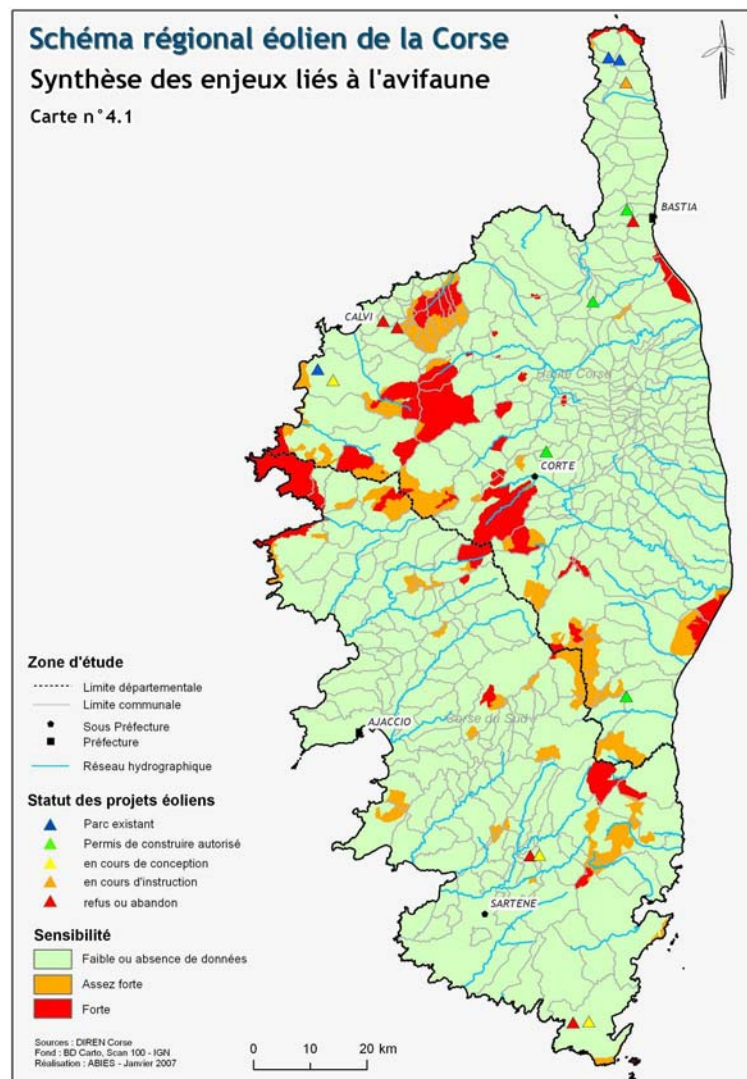 Schéma régional éolien de la Corse
Synthèse des enjeux liés à l'avifaune
Carte n°4.1
BASTIA
CALVI
Haute Corse
CORTE
AJACCIO
Corse du Sud
SARTENE
Zone d'étude
Limite départementale
Limite communale
Sous Préfecture
Préfecture
Réseau hydrographique
Statut des projets éoliens
Parc existant
Permis de construire autorisé
en cours de conception
en cours d'instruction
refus ou abandon
Sensibilité
Faible ou absence de données
Assez forte
Forte
Sources : DIREN Corse
Fond : BD Carto, Scan 100 - IGN
Réalisation : ABIES - Janvier 2007
0 10 20 km